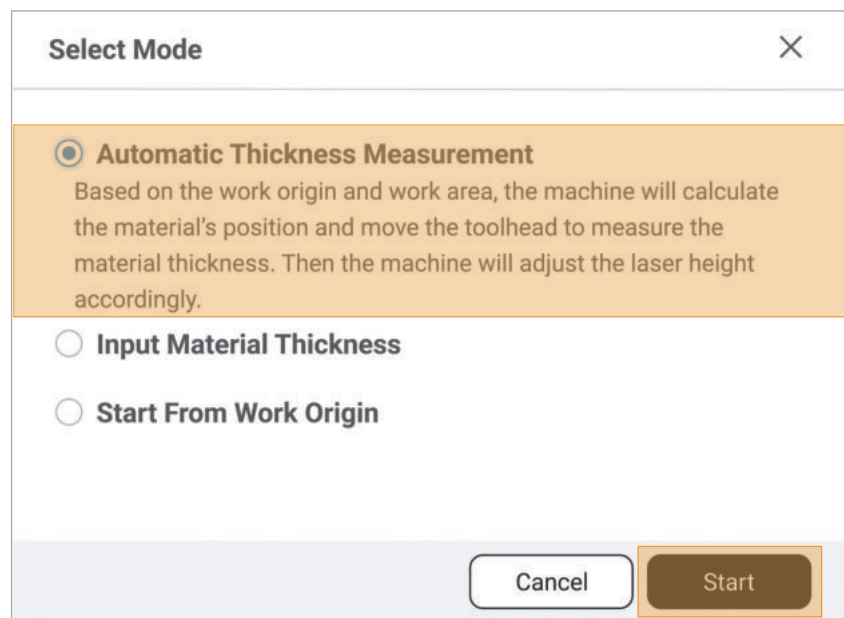 Select Mode
Automatic Thickness Measurement
Based on the work origin and work area, the machine will calculate
the material's position and move the toolhead to measure the
material thickness. Then the machine will adjust the laser height
accordingly.
Input Material Thickness
Start From Work Origin
Cancel
Start